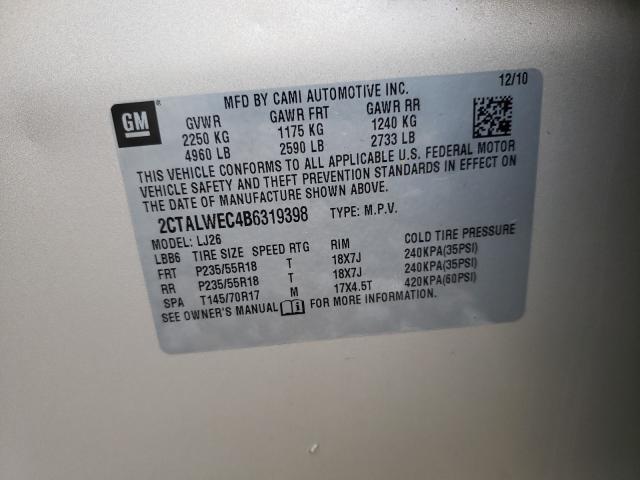 GM
MFD BY CAMI AUTOMOTIVE INC. 12/10
GVWR GAWR FRT GAWR RR
2250 KG 1175 KG 1240 KG
4960 LB 2590 LB 2733 LB
THIS VEHICLE CONFORMS TO ALL APPLICABLE U.S. FEDERAL MOTOR
VEHICLE SAFETY AND THEFT PREVENTION STANDARDS IN EFFECT ON
THE DATE OF MANUFACTURE SHOWN ABOVE.
2CTALWEC4B6319398 TYPE: M.P.V.
MODEL: LJ26
LBB6 TIRE SIZE SPEED RTG RIM COLD TIRE PRESSURE
FRT P235/55R18 T 18X7J 240KPA(35PSI)
RR P235/55R18 T 18X7J 240KPA(35PSI)
SPA T145/70R17 M 17X4.5T 420KPA(60PSI)
SEE OWNER'S MANUAL FOR MORE INFORMATION.